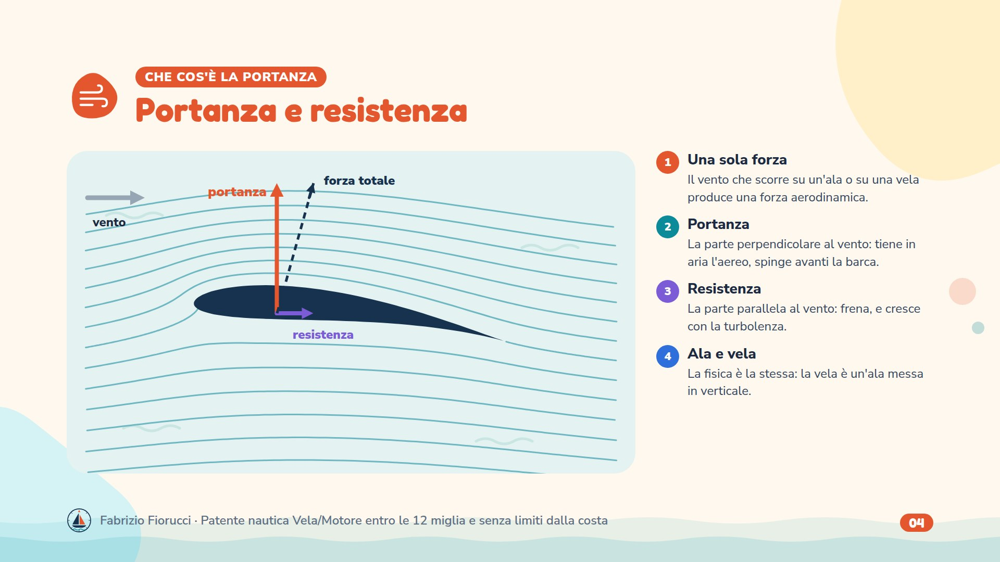 CHE COS'È LA PORTANZA
Portanza e resistenza
portanza
forza totale
vento
resistenza
1
Una sola forza
Il vento che scorre su un'ala o su una vela
produce una forza aerodinamica.
2
Portanza
La parte perpendicolare al vento: tiene in
aria l'aereo, spinge avanti la barca.
3
Resistenza
La parte parallela al vento: frena, e cresce
con la turbolenza.
4
Ala e vela
La fisica è la stessa: la vela è un'ala messa
in verticale.
Fabrizio Fiorucci · Patente nautica Vela/Motore entro le 12 miglia e senza limiti dalla costa
04